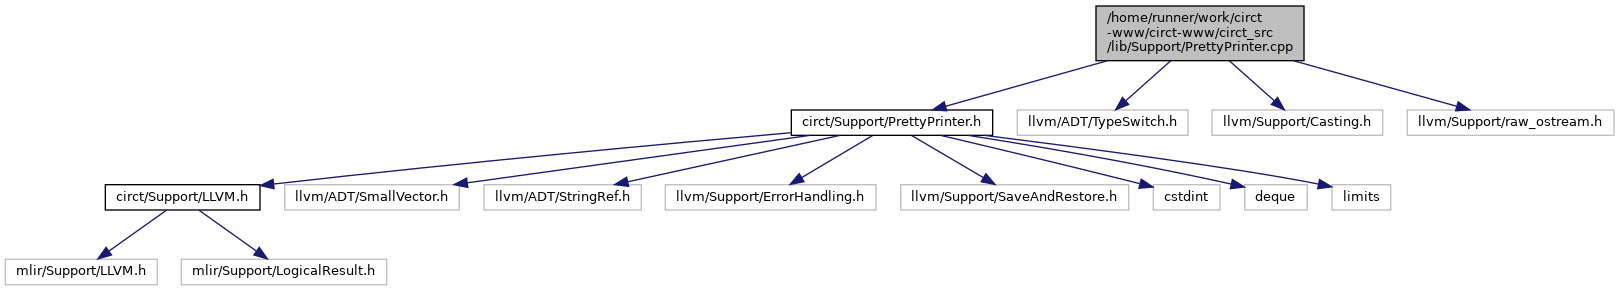 /home/runner/work/circt
-www/circt-www/circt_src
/lib/Support/PrettyPrinter.cpp
circt/Support/PrettyPrinter.h
llvm/ADT/TypeSwitch.h
llvm/Support/Casting.h
llvm/Support/raw_ostream.h
circt/Support/LLVM.h
llvm/ADT/SmallVector.h
llvm/ADT/StringRef.h
llvm/Support/ErrorHandling.h
llvm/Support/SaveAndRestore.h
cstdint
deque
limits
mlir/Support/LLVM.h
mlir/Support/LogicalResult.h